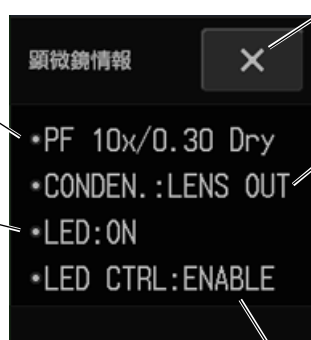 顕微鏡情報
×
•PF 10x/0.30 Dry
•CONDEN.:LENS OUT
•LED:ON
•LED CTRL:ENABLE